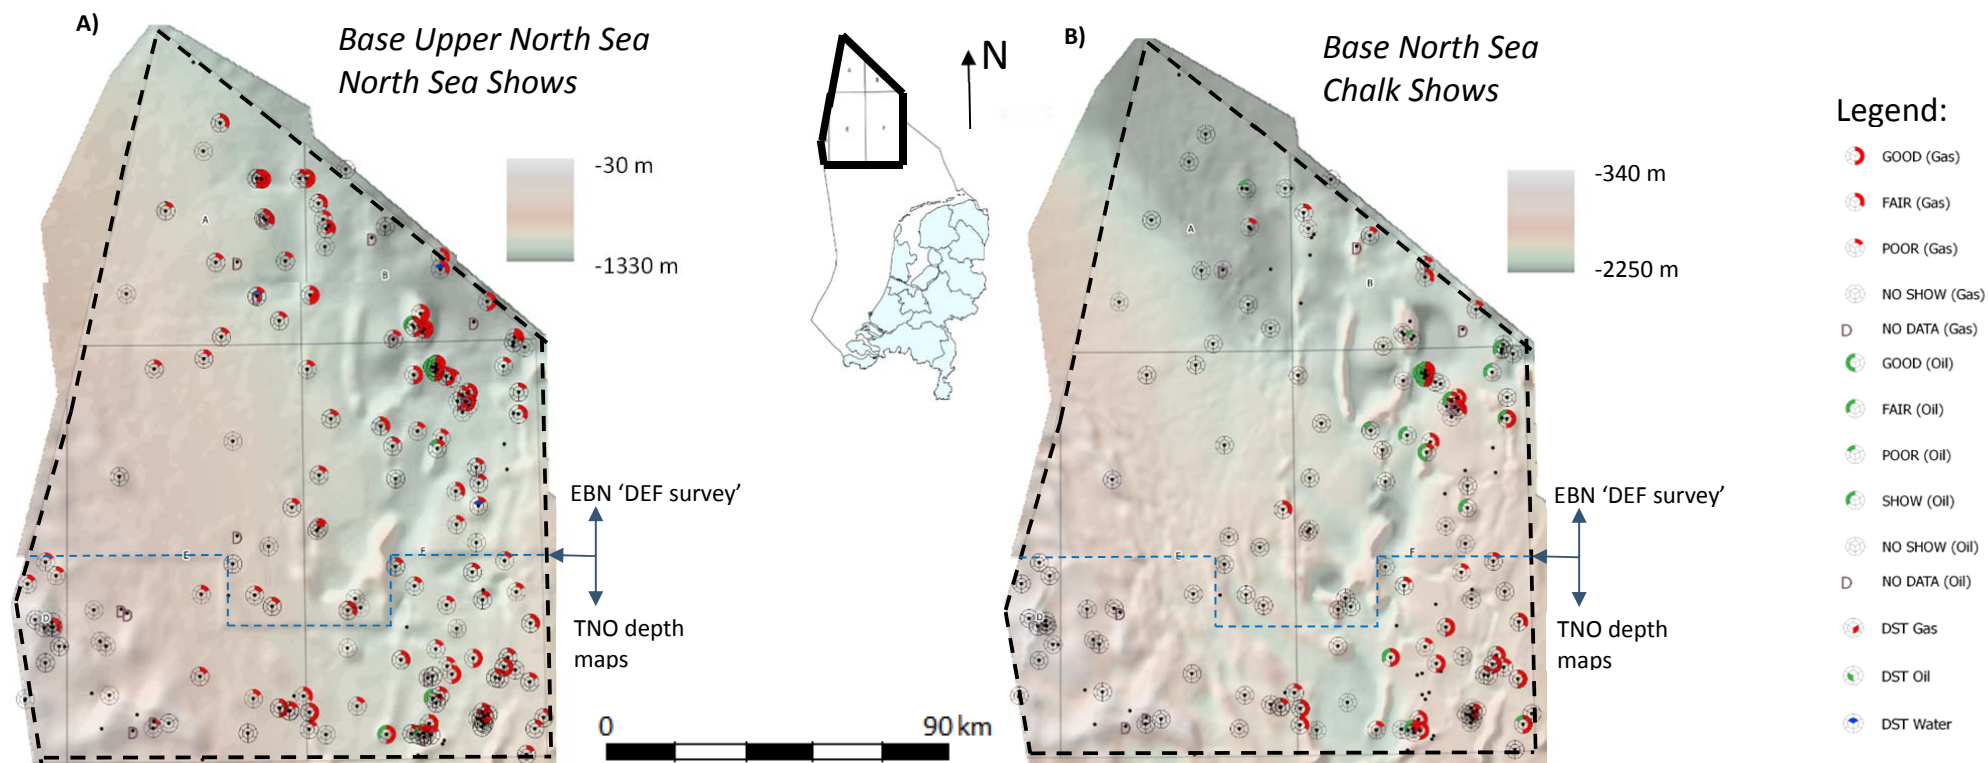 A)
Base Upper North Sea
North Sea Shows
-30 m
-1330 m
A
B
E
F
D
D
D
D
D
D
D
D
EBN ‘DEF survey’
TNO depth
maps
N
A
B
E
F
0
90 km
B)
Base North Sea
Chalk Shows
-340 m
-2250 m
A
B
E
F
D
D
D
D
D
D
EBN ‘DEF survey’
TNO depth
maps
Legend:
GOOD (Gas)
FAIR (Gas)
POOR (Gas)
NO SHOW (Gas)
D NO DATA (Gas)
GOOD (Oil)
FAIR (Oil)
POOR (Oil)
SHOW (Oil)
NO SHOW (Oil)
D NO DATA (Oil)
DST Gas
DST Oil
DST Water